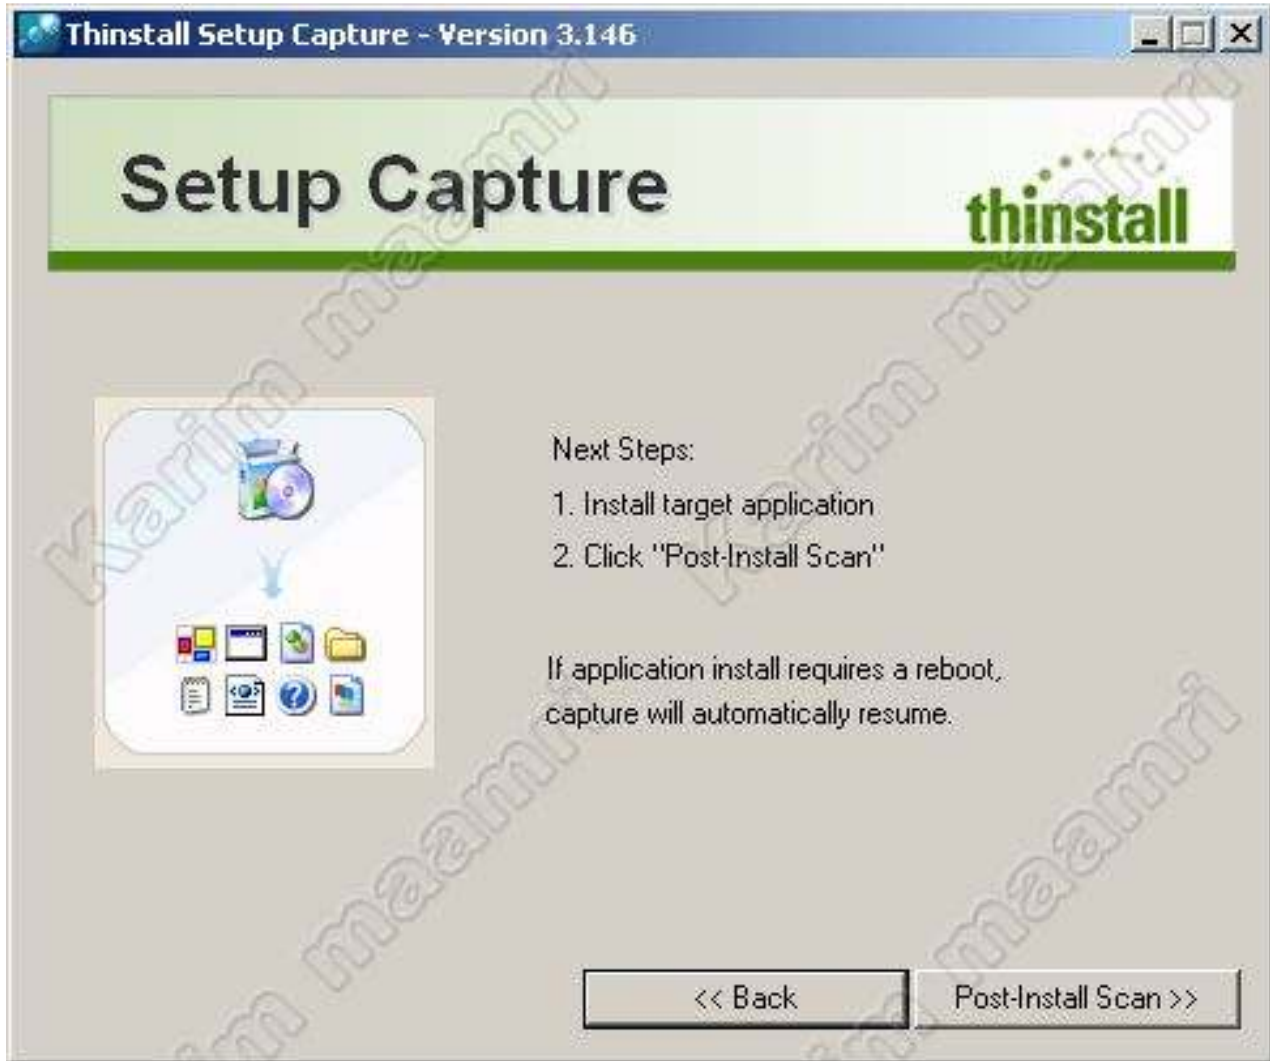 Thinstall Setup Capture - Version 3.146
Setup Capture
thinstall
Next Steps:
1. Install target application
2. Click "Post-Install Scan"
If application install requires a reboot,
capture will automatically resume.
<< Back
Post-Install Scan >>
Karim maamri
Karim maamri
Karim maamri
Karim maamri